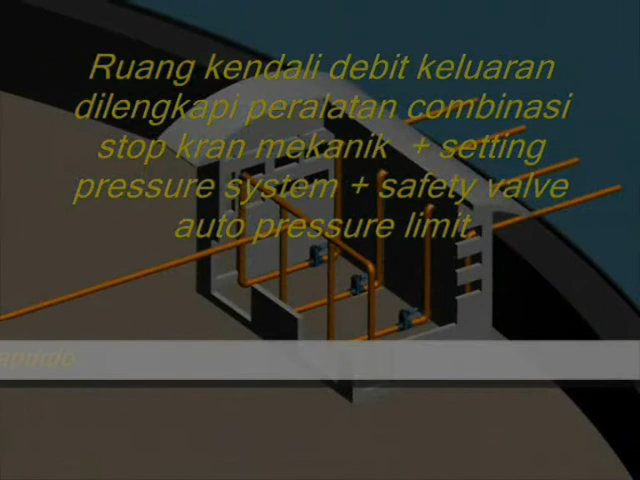 Ruang kendali debit keluaran
dilengkapi peralatan combinasi
stop kran mekanik + setting
pressure system + safety valve
auto pressure limit